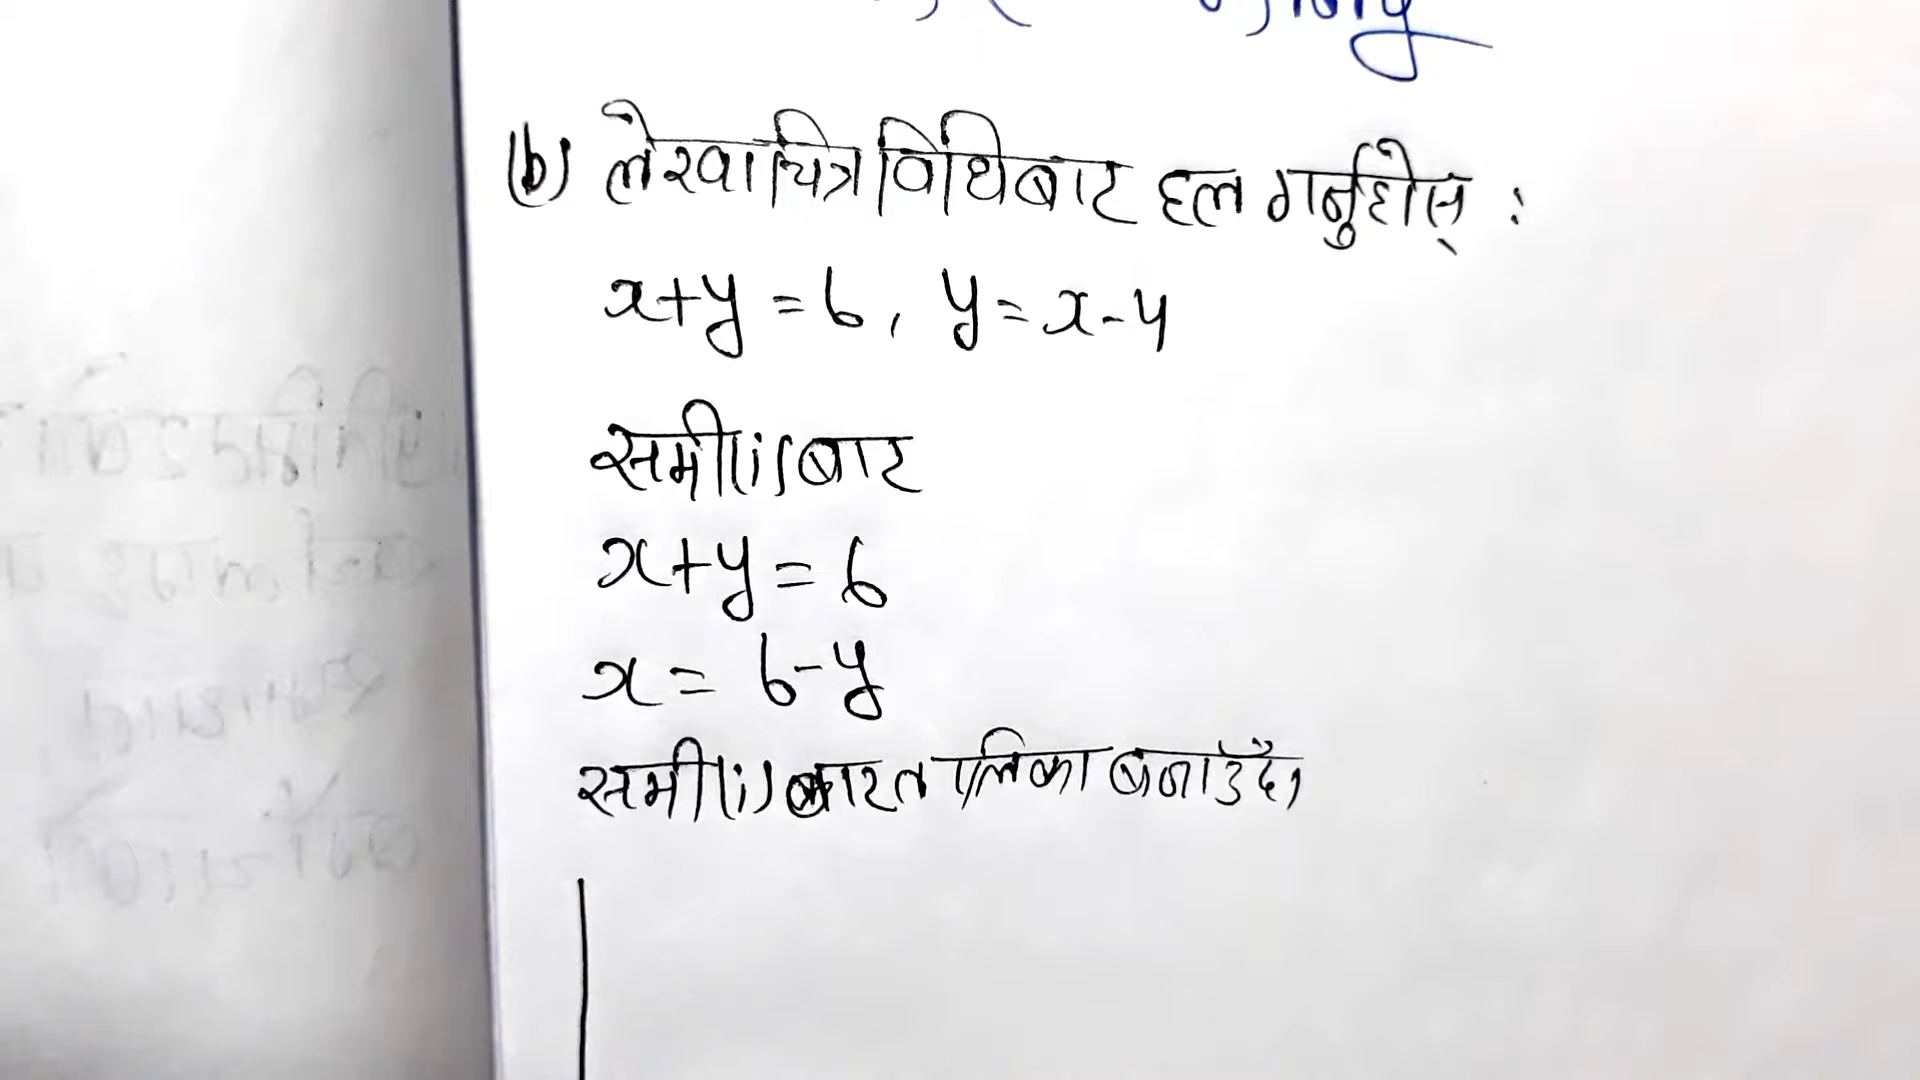 (b) लेखाचित्र विधिबाट हल गर्नुहोस् :
x+y = 6, y = x-4
समी(i)बाट
x+y = 6
x = 6-y
समी(i)बाट तालिका बनाउँदै,